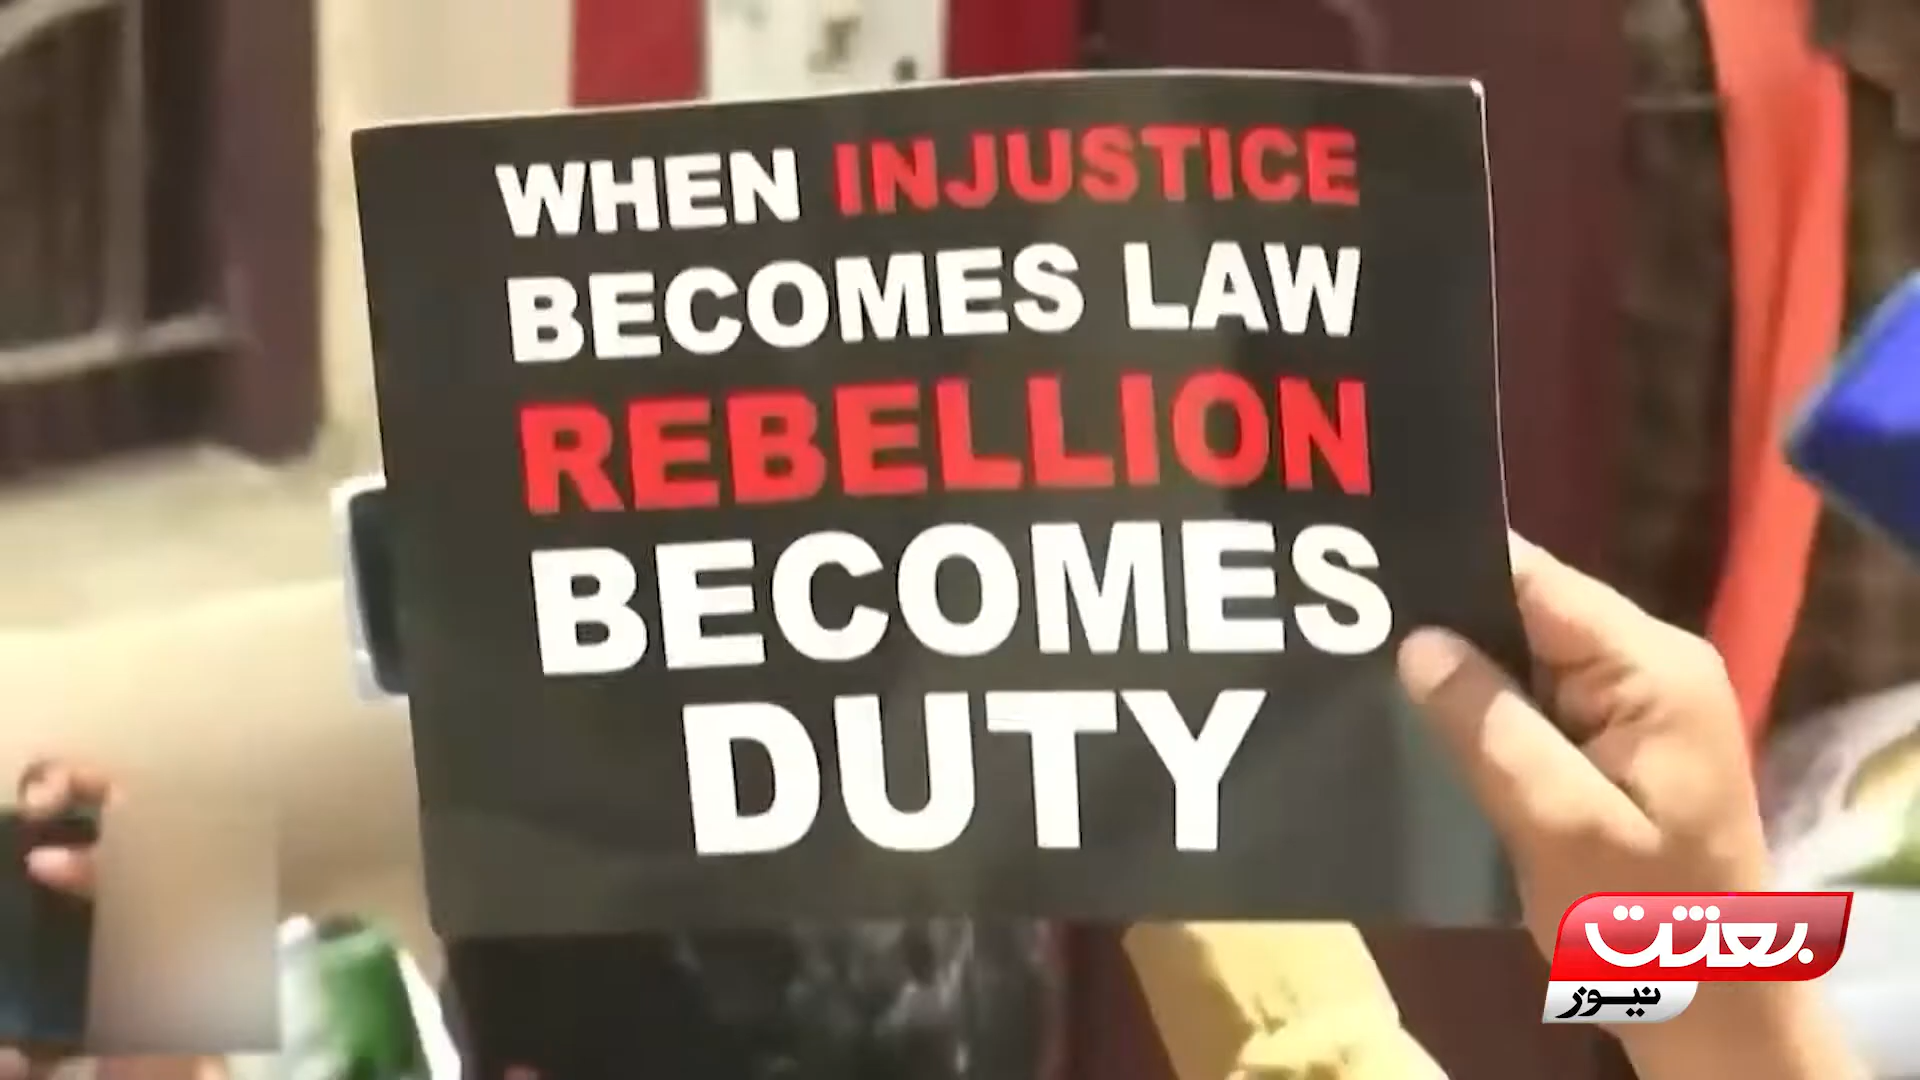 WHEN INJUSTICE
BECOMES LAW
REBELLION
BECOMES
DUTY
بعثت
نیوز